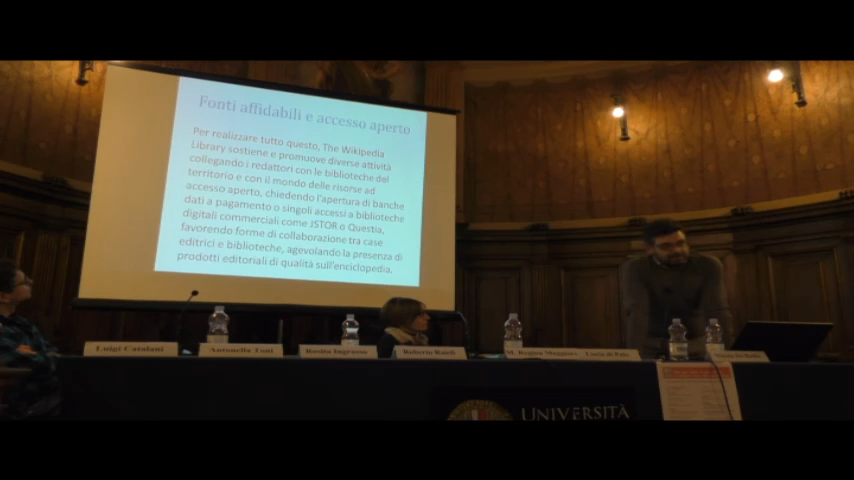 Fonti affidabili e accesso aperto
Per realizzare tutto questo, The Wikipedia
Library sostiene e promuove diverse attività
collegando i redattori con le biblioteche del
territorio e con il mondo delle risorse ad
accesso aperto, chiedendo l'apertura di banche
dati a pagamento o singoli accessi a biblioteche
digitali commerciali come JSTOR o Questia,
favorendo forme di collaborazione tra case
editrici e biblioteche, agevolando la presenza di
prodotti editoriali di qualità sull'enciclopedia.
Luigi Catalani
Antonella
Rosita Ingrosso
Roberto
M. Regina
Lucia di Palo
UNIVERSITÀ